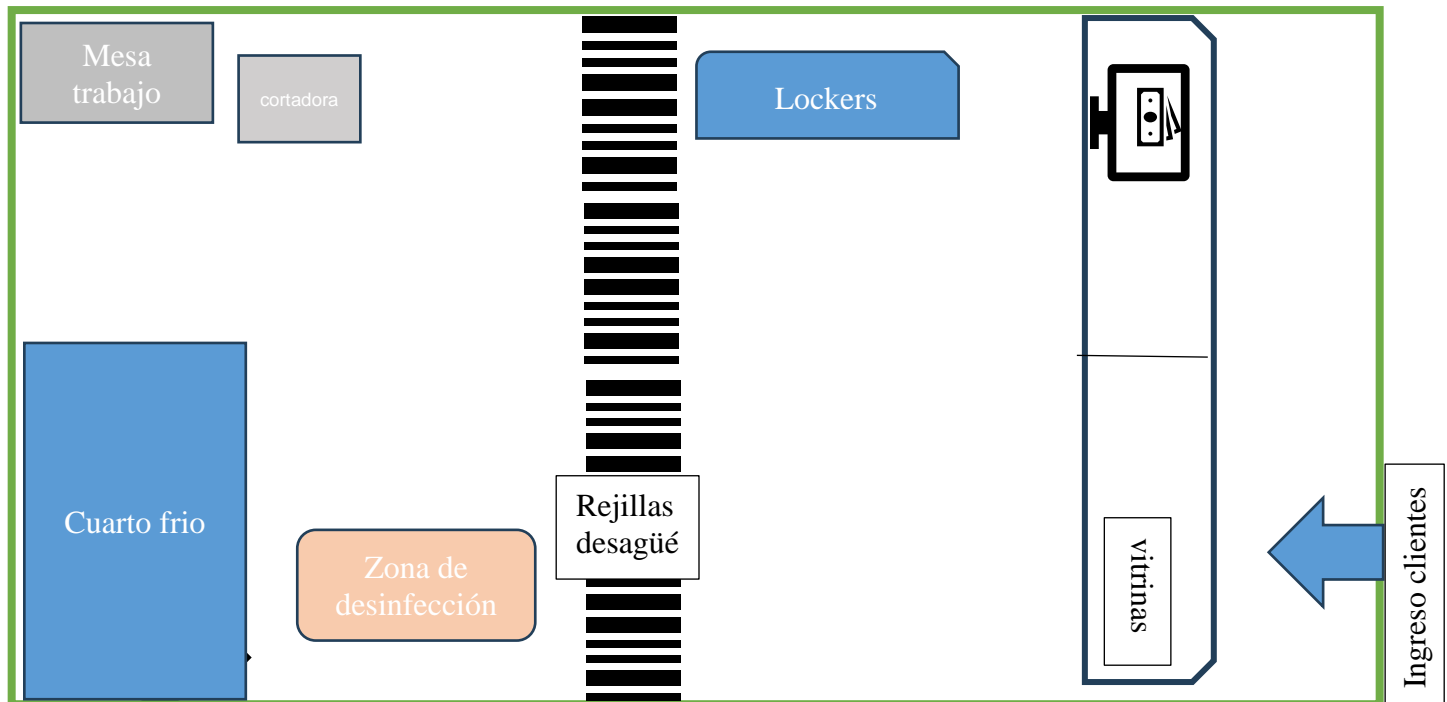 Mesa
trabajo
cortadora
Lockers
Cuarto frio
Zona de
desinfección
Rejillas
desagüé
vitrinas
Ingreso clientes